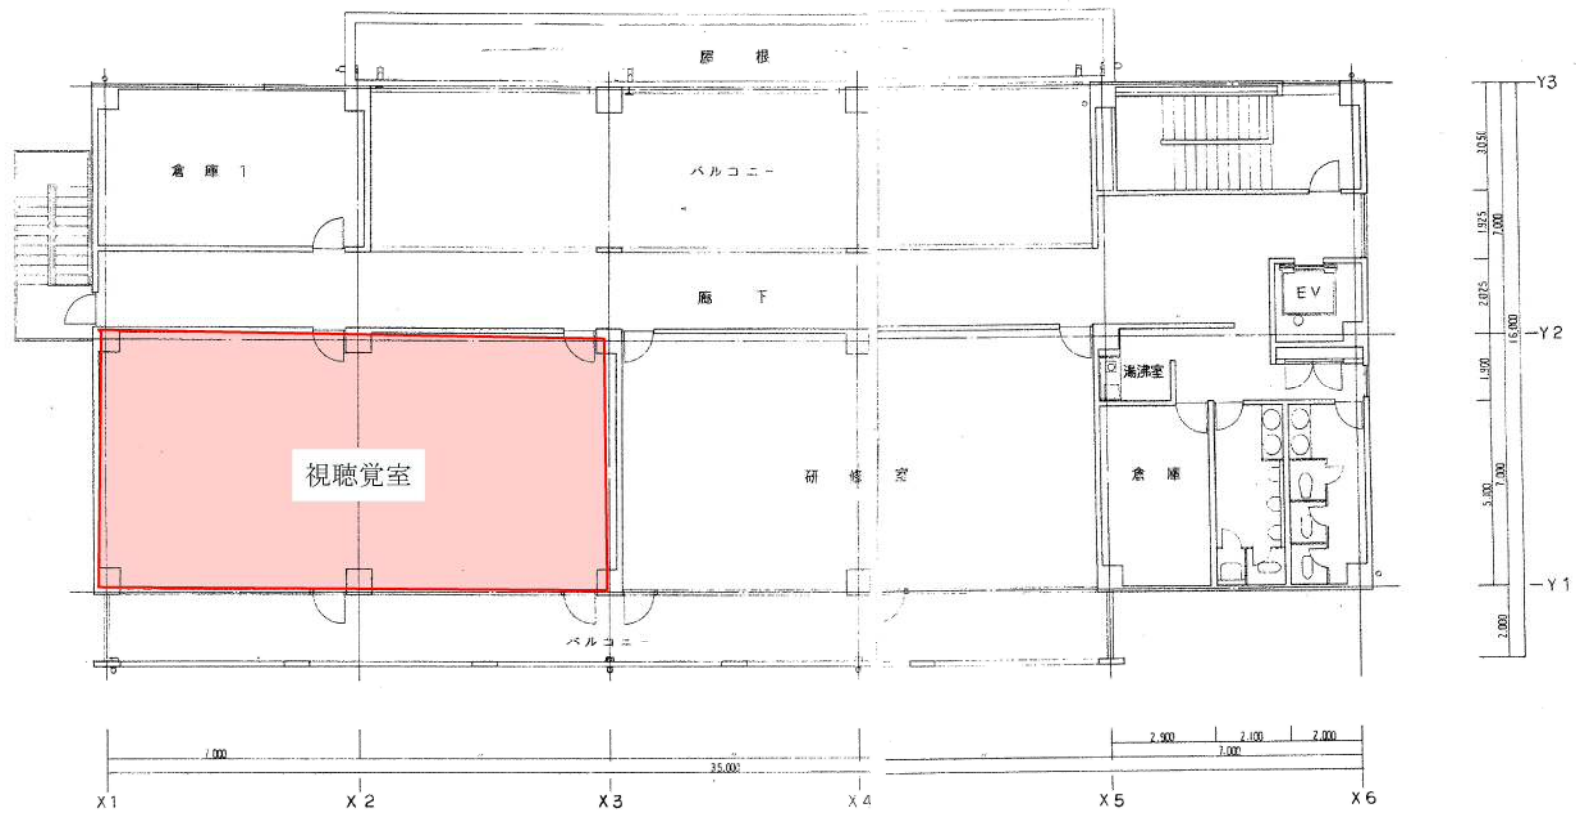 屋 根
Y3
倉 庫 1
バルコニー
3.050
1.925
7.000
廊 下
EV
2.025
16.000
Y2
湯沸室
1.900
視聴覚室
研 修 室
倉 庫
5.100
7.000
Y1
バルコニー
2.000
7.000
2.900
2.100
2.000
7.000
35.000
X1
X2
X3
X4
X5
X6